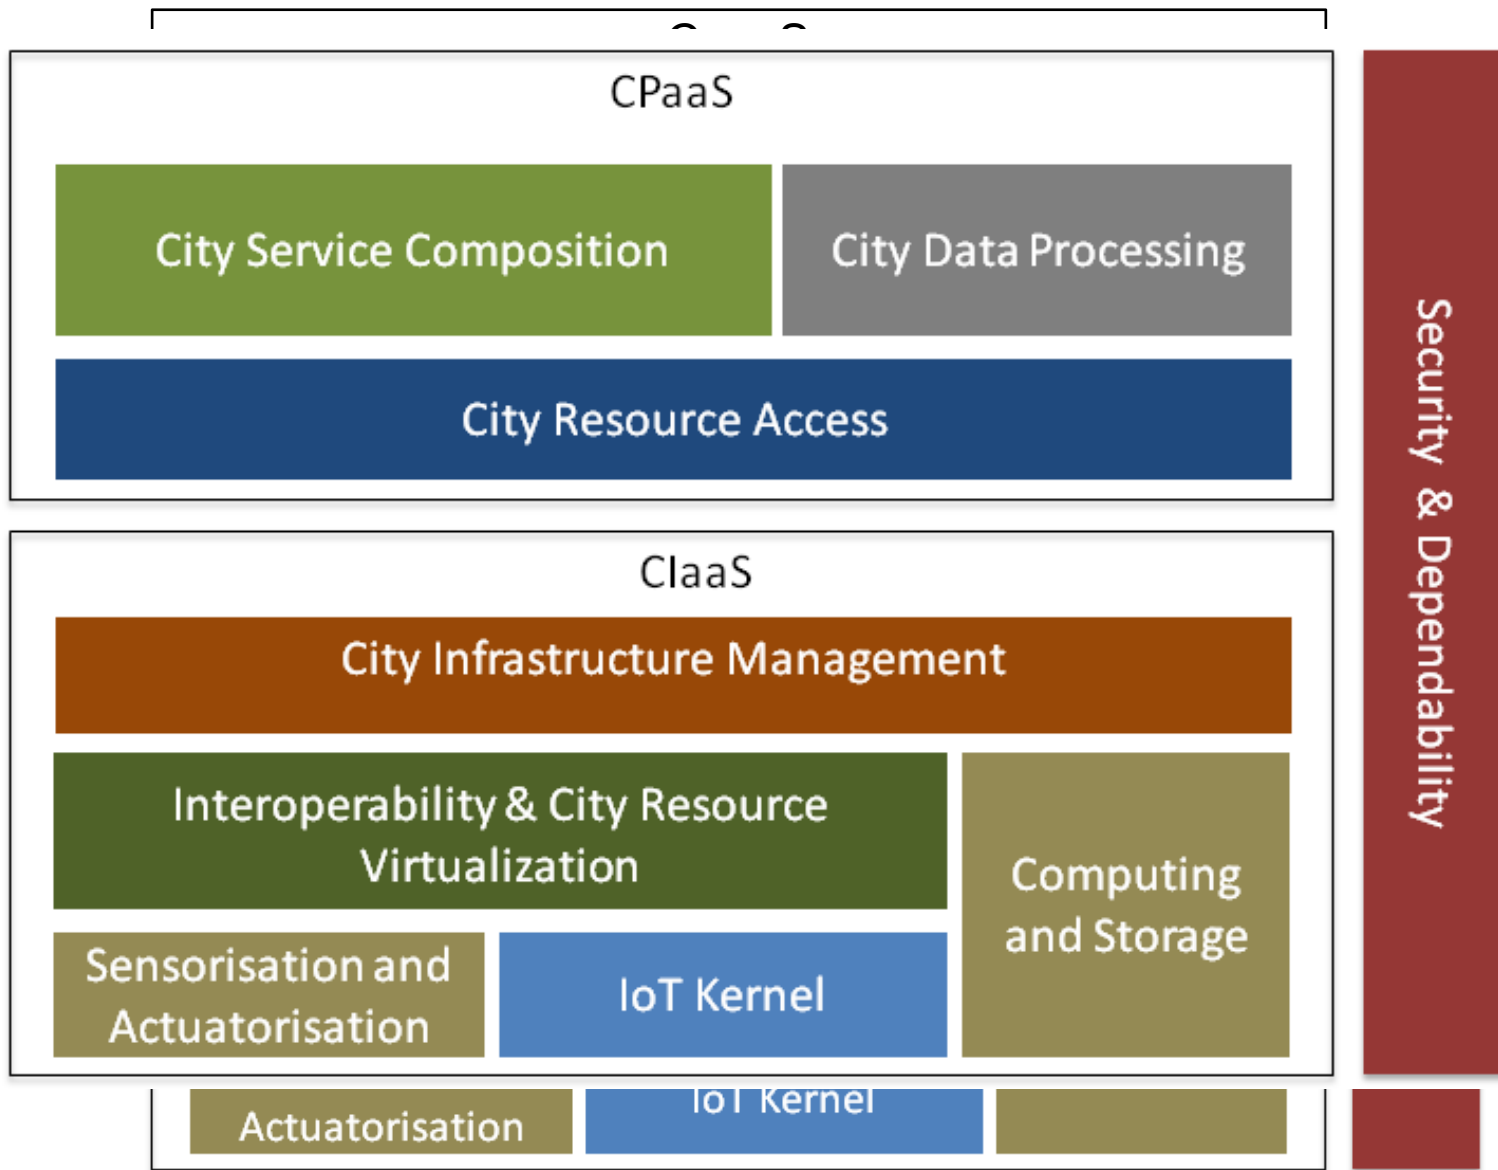 CPaaS
City Service Composition
City Data Processing
City Resource Access
CIaaS
City Infrastructure Management
Interoperability & City Resource
Virtualization
Computing
and Storage
Sensorisation and
Actuatorisation
IoT Kernel
Security & Dependability
Actuatorisation
IoT Kernel